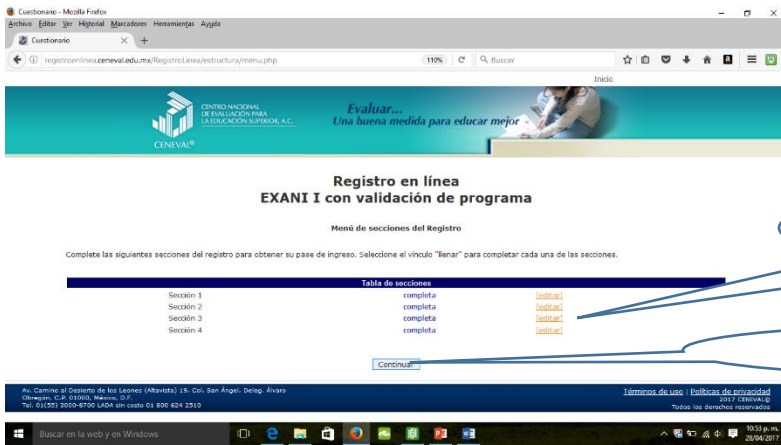 Cuestionario - Mozilla Firefox
Archivo Editar Ver Historial Marcadores Herramientas Ayuda
Cuestionario
registroenlinea.ceneval.edu.mx/RegistroLinea/estructura/menu.php 110% Buscar
Inicio
CENTRO NACIONAL
DE EVALUACIÓN PARA
LA EDUCACIÓN SUPERIOR, A.C.
CENEVAL®
Evaluar...
Una buena medida para educar mejor
Registro en línea
EXANI I con validación de programa
Menú de secciones del Registro
Complete las siguientes secciones del registro para obtener su pase de ingreso. Seleccione el vínculo "llenar" para completar cada una de las secciones.
Tabla de secciones
Sección 1 completa [editar]
Sección 2 completa [editar]
Sección 3 completa [editar]
Sección 4 completa [editar]
Continuar
Av. Camino al Desierto de los Leones (Altavista) 19, Col. San Ángel, Deleg. Álvaro
Obregón, C.P. 01000, México, D.F.
Tel. 01(55) 3000-8700 LADA sin costo 01 800 624 2510
Términos de uso | Políticas de privacidad
2017 CENEVAL®
Todos los derechos reservados
Buscar en la web y en Windows
10:53 p.m.
28/04/2017